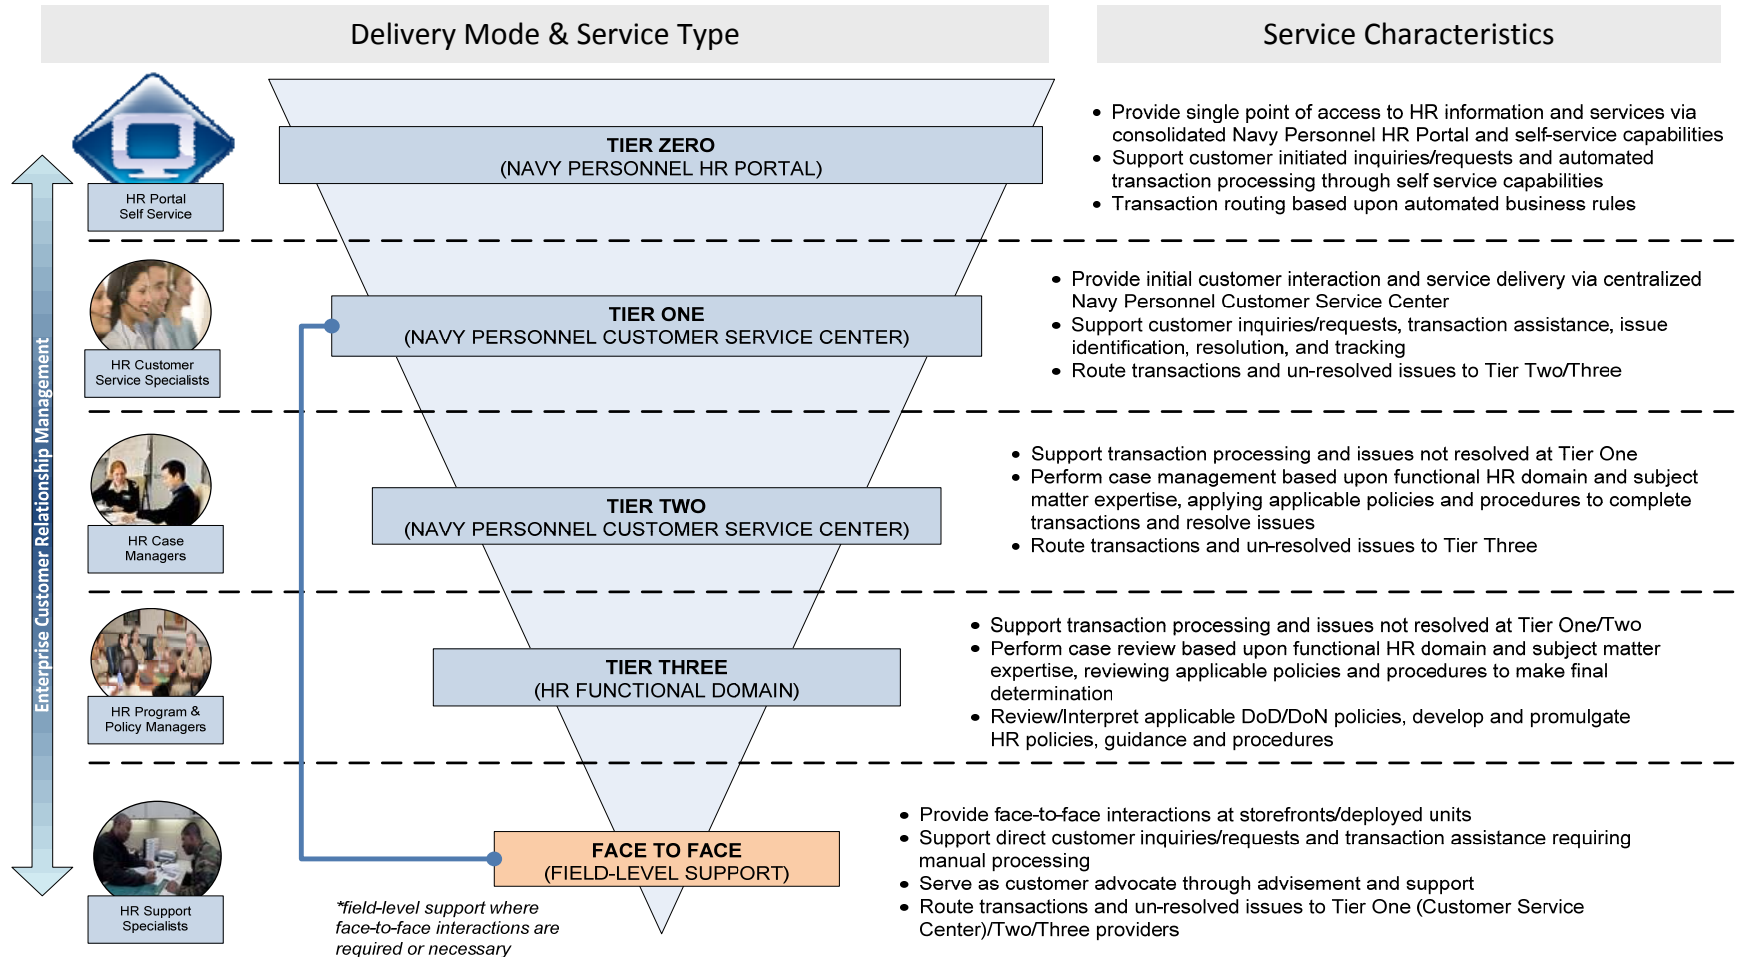 Delivery Mode & Service Type
Service Characteristics
Enterprise Customer Relationship Management
HR Portal
Self Service
TIER ZERO
(NAVY PERSONNEL HR PORTAL)
• Provide single point of access to HR information and services via
consolidated Navy Personnel HR Portal and self-service capabilities
• Support customer initiated inquiries/requests and automated
transaction processing through self service capabilities
• Transaction routing based upon automated business rules
HR Customer
Service Specialists
TIER ONE
(NAVY PERSONNEL CUSTOMER SERVICE CENTER)
• Provide initial customer interaction and service delivery via centralized
Navy Personnel Customer Service Center
• Support customer inquiries/requests, transaction assistance, issue
identification, resolution, and tracking
• Route transactions and un-resolved issues to Tier Two/Three
HR Case
Managers
TIER TWO
(NAVY PERSONNEL CUSTOMER SERVICE CENTER)
• Support transaction processing and issues not resolved at Tier One
• Perform case management based upon functional HR domain and subject
matter expertise, applying applicable policies and procedures to complete
transactions and resolve issues
• Route transactions and un-resolved issues to Tier Three
HR Program &
Policy Managers
TIER THREE
(HR FUNCTIONAL DOMAIN)
• Support transaction processing and issues not resolved at Tier One/Two
• Perform case review based upon functional HR domain and subject matter
expertise, reviewing applicable policies and procedures to make final
determination
• Review/Interpret applicable DoD/DoN policies, develop and promulgate
HR policies, guidance and procedures
HR Support
Specialists
FACE TO FACE
(FIELD-LEVEL SUPPORT)
*field-level support where
face-to-face interactions are
required or necessary
• Provide face-to-face interactions at storefronts/deployed units
• Support direct customer inquiries/requests and transaction assistance requiring
manual processing
• Serve as customer advocate through advisement and support
• Route transactions and un-resolved issues to Tier One (Customer Service
Center)/Two/Three providers